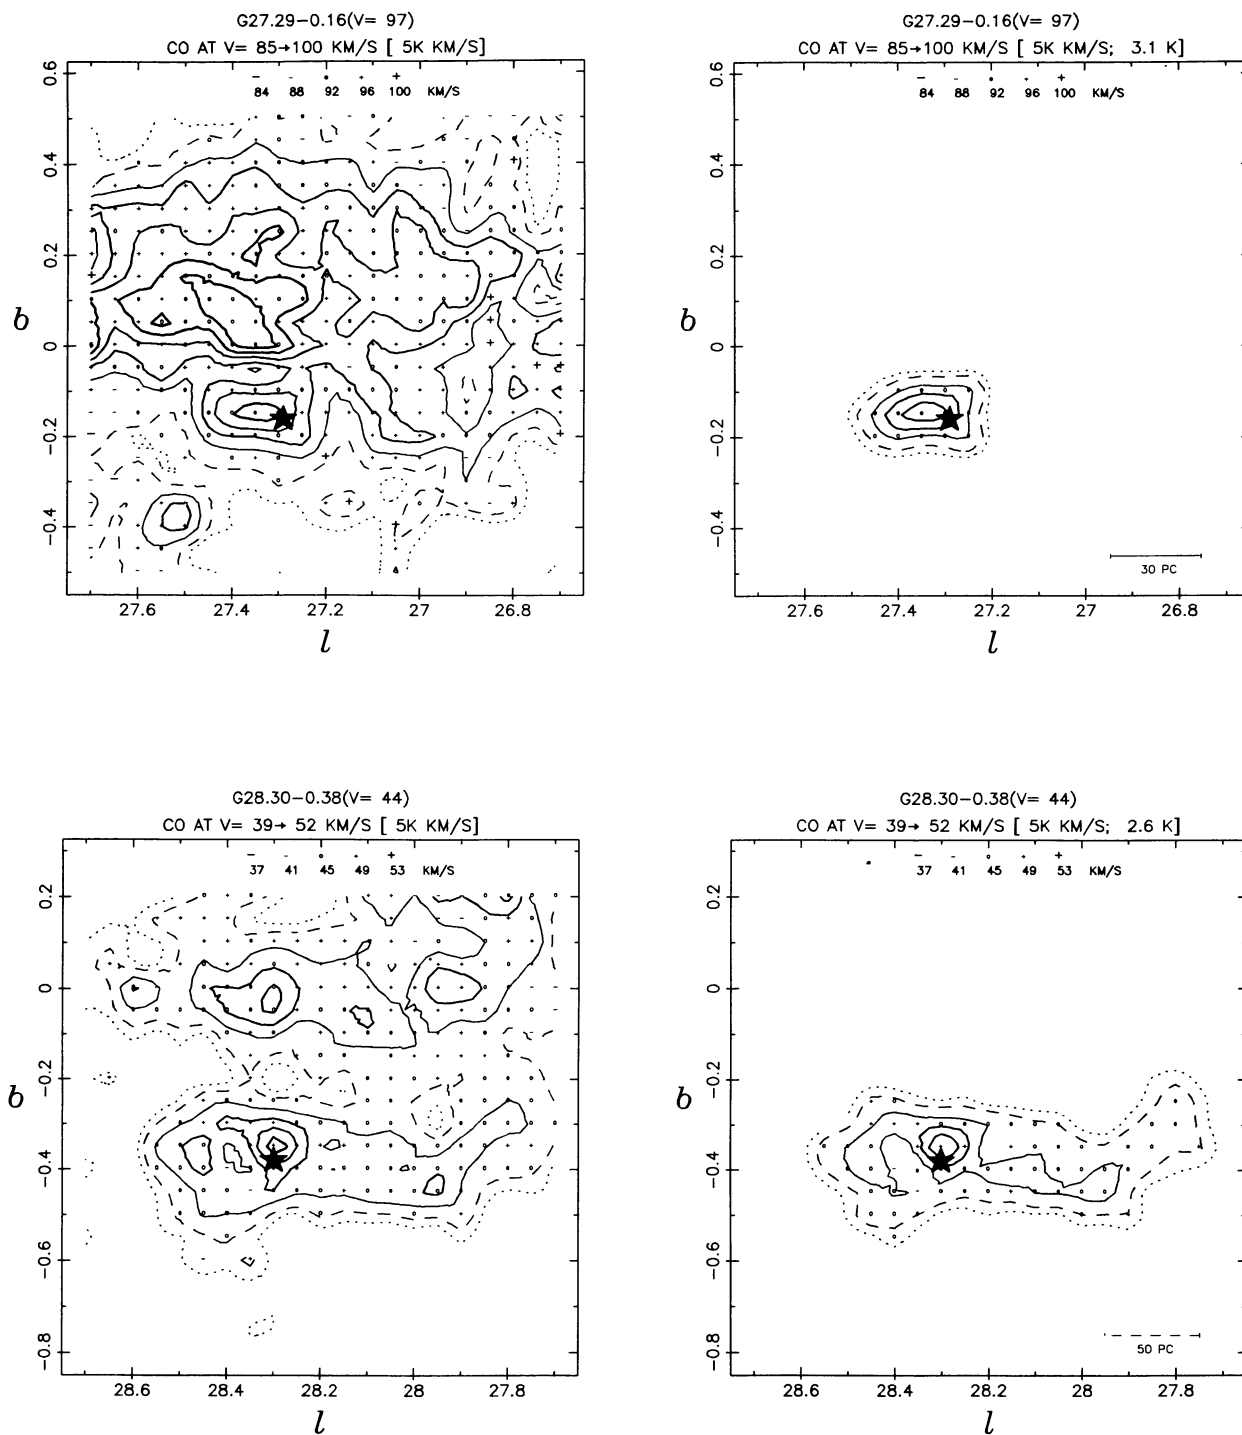 G27.29−0.16(V= 97)
CO AT V= 85→100 KM/S [ 5K KM/S]
84 88 92 96 100 KM/S
0.6
0.4
0.2
0
−0.2
−0.4
b
27.6 27.4 27.2 27 26.8
l
G27.29−0.16(V= 97)
CO AT V= 85→100 KM/S [ 5K KM/S; 3.1 K]
84 88 92 96 100 KM/S
0.6
0.4
0.2
0
−0.2
−0.4
b
30 PC
27.6 27.4 27.2 27 26.8
l
G28.30−0.38(V= 44)
CO AT V= 39→ 52 KM/S [ 5K KM/S]
37 41 45 49 53 KM/S
0.2
0
−0.2
−0.4
−0.6
−0.8
b
28.6 28.4 28.2 28 27.8
l
G28.30−0.38(V= 44)
CO AT V= 39→ 52 KM/S [ 5K KM/S; 2.6 K]
37 41 45 49 53 KM/S
0.2
0
−0.2
−0.4
−0.6
−0.8
b
50 PC
28.6 28.4 28.2 28 27.8
l